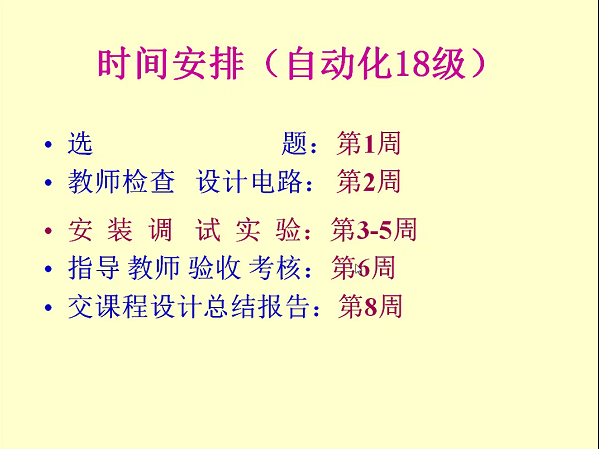 时间安排（自动化18级）
• 选 题：第1周
• 教师检查 设计电路： 第2周
• 安 装 调 试 实 验：第3-5周
• 指导 教师 验收 考核：第6周
• 交课程设计总结报告：第8周